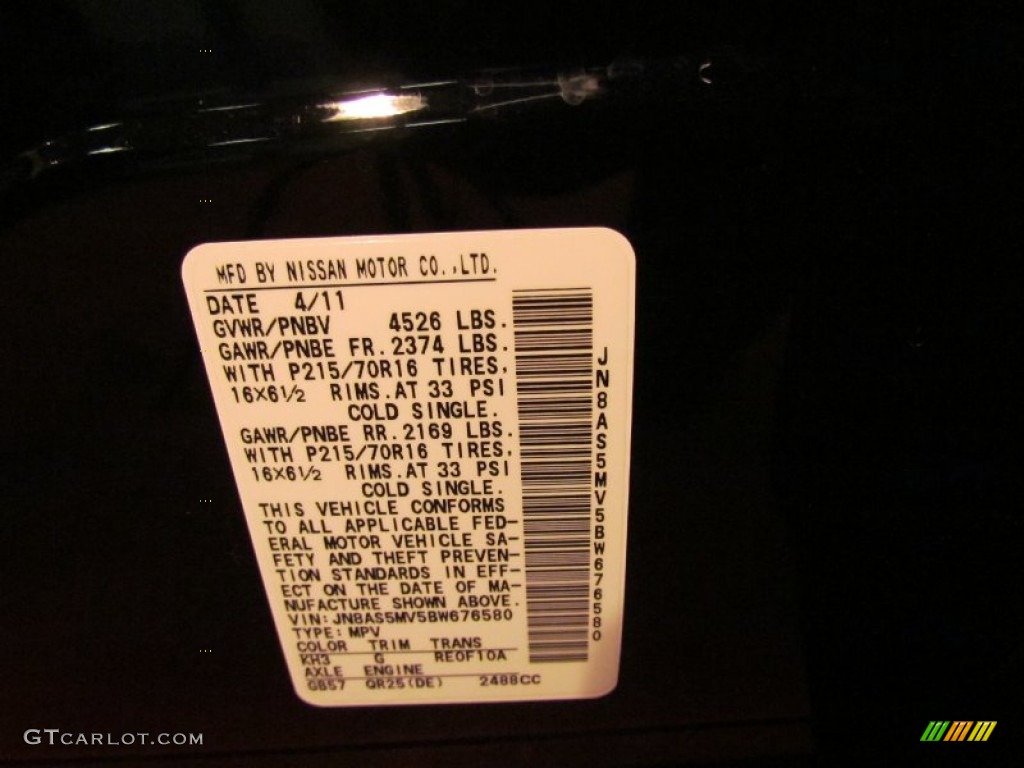 MFD BY NISSAN MOTOR CO.,LTD.
DATE 4/11
GVWR/PNBV 4526 LBS.
GAWR/PNBE FR.2374 LBS.
WITH P215/70R16 TIRES,
16X6½ RIMS.AT 33 PSI
COLD SINGLE.
GAWR/PNBE RR.2169 LBS.
WITH P215/70R16 TIRES,
16X6½ RIMS.AT 33 PSI
COLD SINGLE.
THIS VEHICLE CONFORMS
TO ALL APPLICABLE FED-
ERAL MOTOR VEHICLE SA-
FETY AND THEFT PREVEN-
TION STANDARDS IN EFF-
ECT ON THE DATE OF MA-
NUFACTURE SHOWN ABOVE.
VIN:JN8AS5MV5BW676580
TYPE:MPV
COLOR TRIM TRANS
KH3 G RE0F10A
AXLE ENGINE
GB57 QR25(DE) 2488CC
JN8AS5MV5BW676580
GTCARLOT.COM